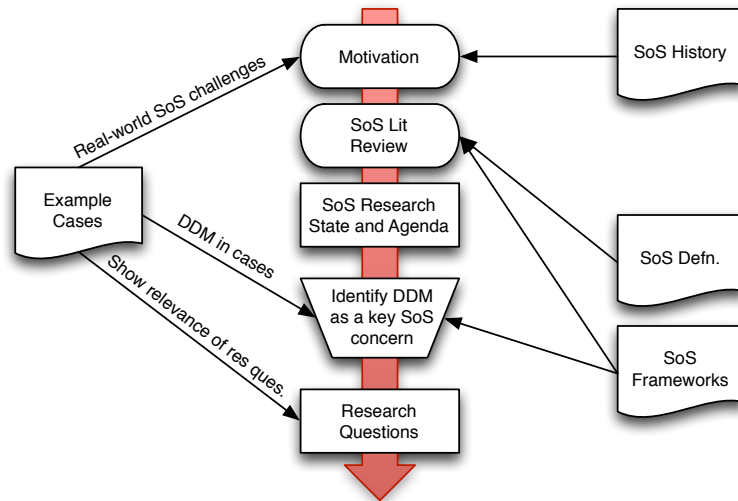 Motivation
SoS History
Real-world SoS challenges
SoS Lit
Review
Example
Cases
SoS Research
State and Agenda
DDM in cases
SoS Defn.
Show relevance of res ques.
Identify DDM
as a key SoS
concern
SoS
Frameworks
Research
Questions